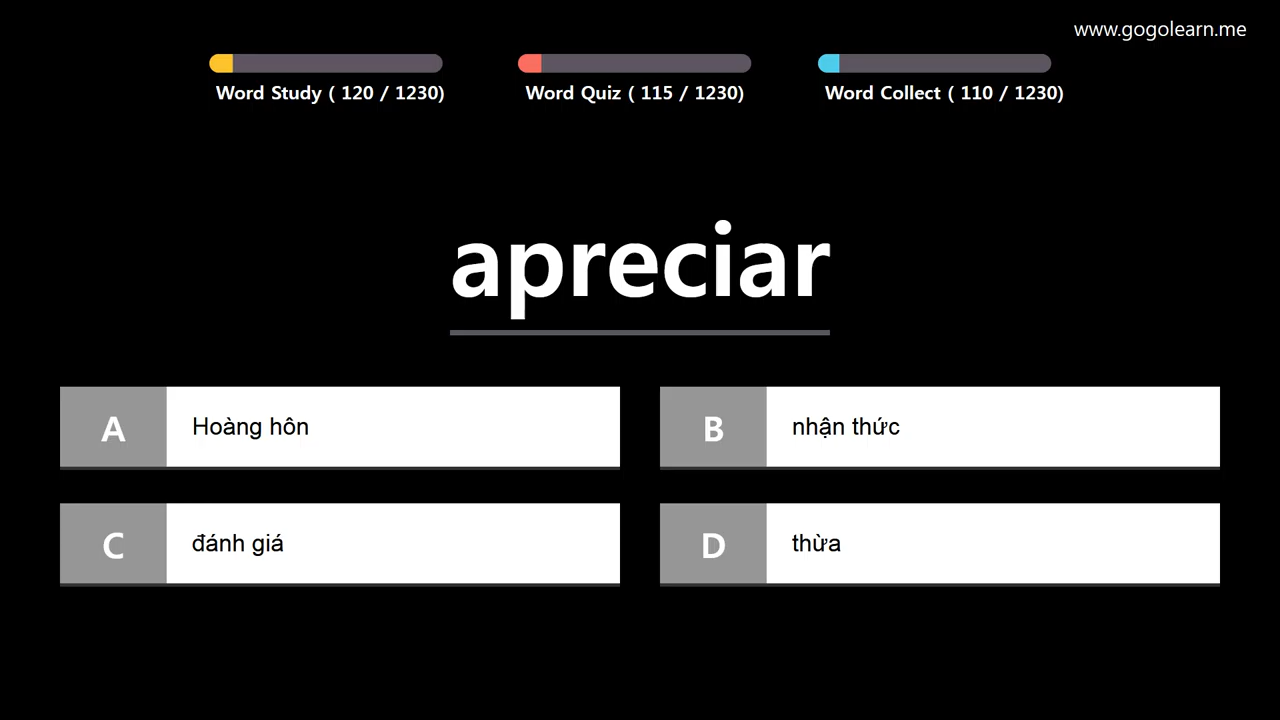 www.gogolearn.me
Word Study ( 120 / 1230)
Word Quiz ( 115 / 1230)
Word Collect ( 110 / 1230)
apreciar
A Hoàng hôn
B nhận thức
C đánh giá
D thừa